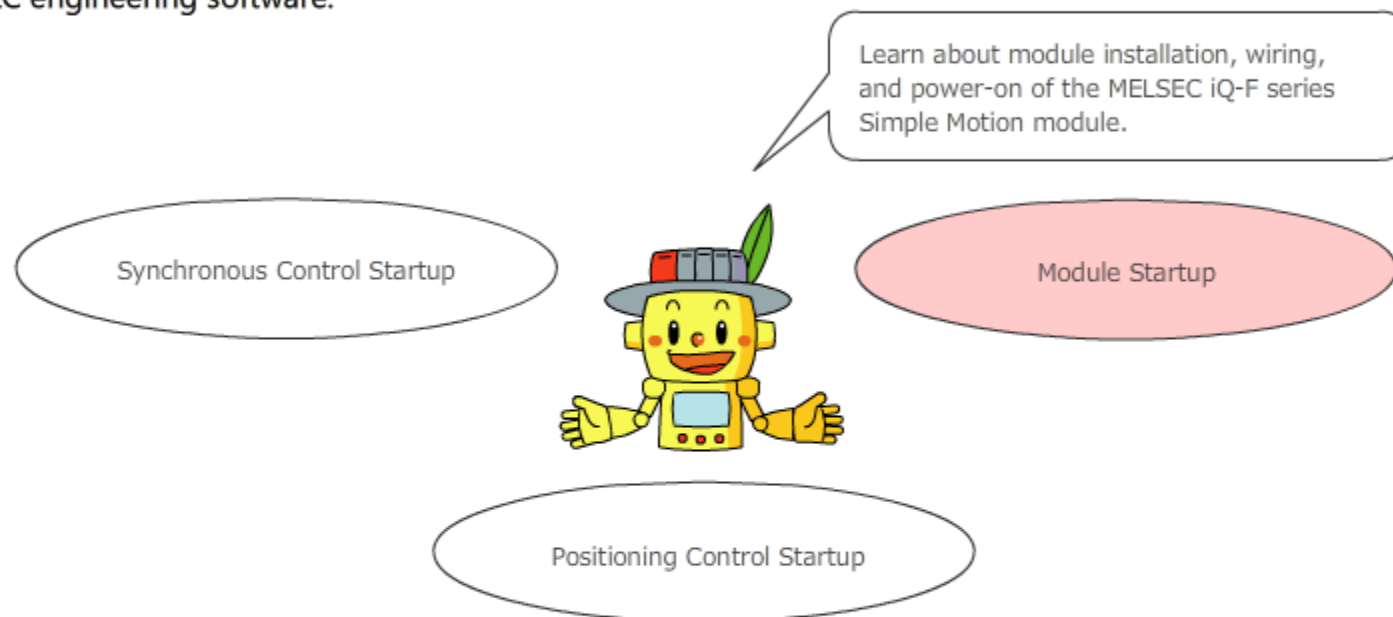 engineering software.
Learn about module installation, wiring,
and power-on of the MELSEC iQ-F series
Simple Motion module.
Synchronous Control Startup
Module Startup
Positioning Control Startup